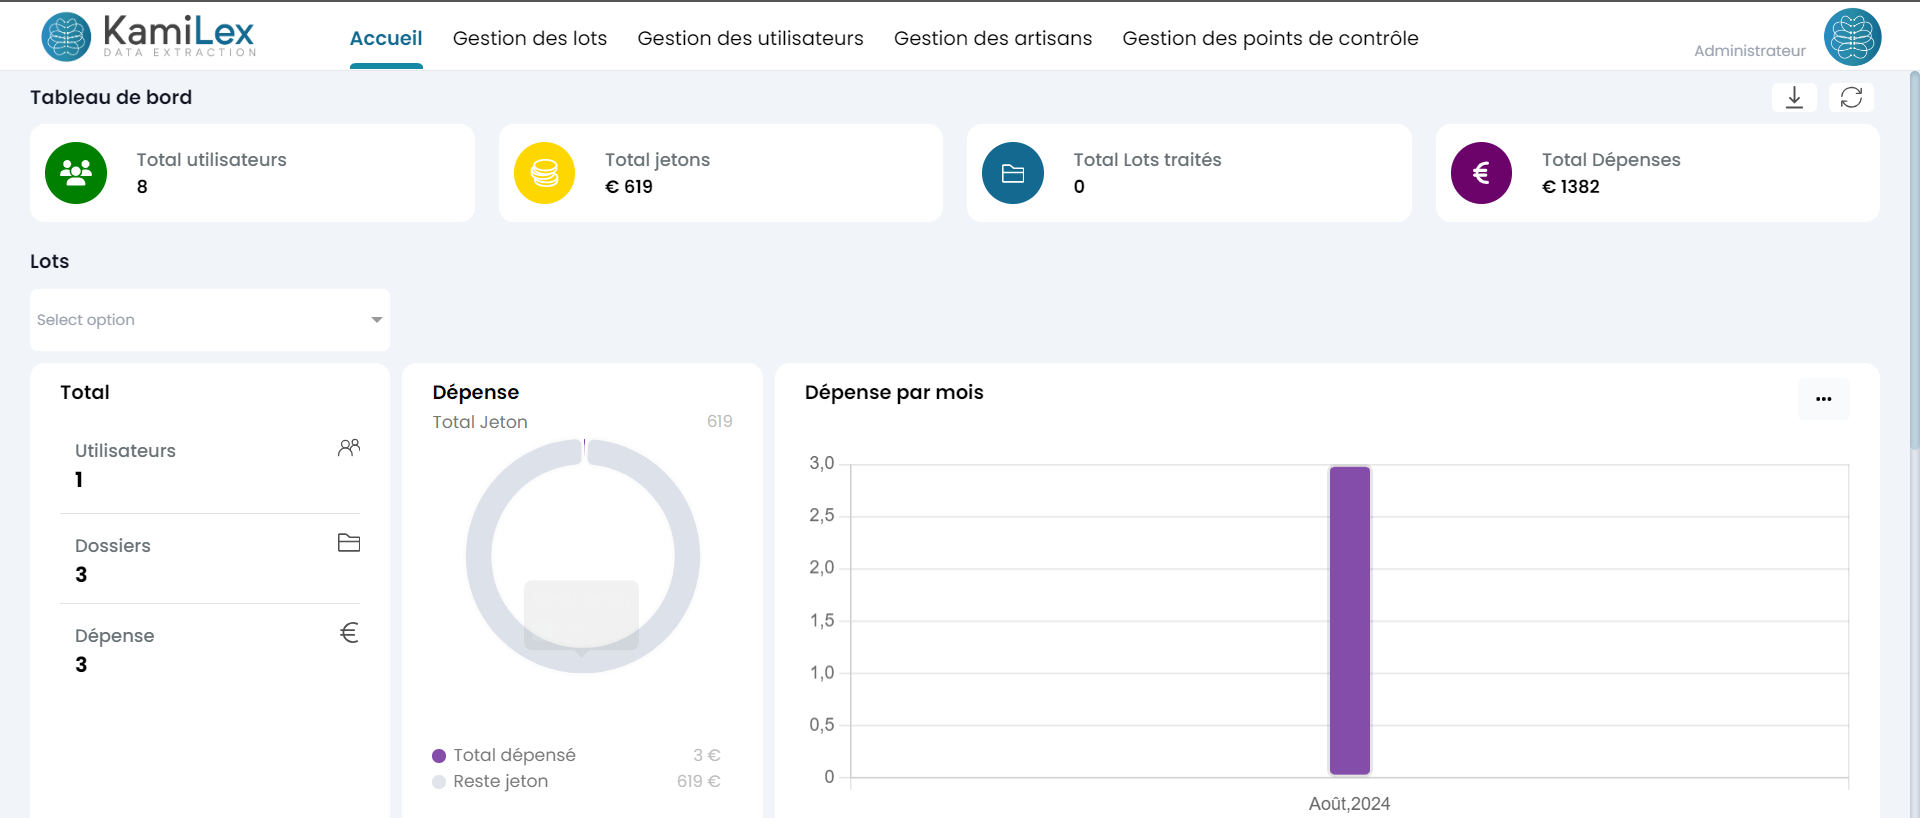 KamiLex
DATA EXTRACTION
Accueil
Gestion des lots
Gestion des utilisateurs
Gestion des artisans
Gestion des points de contrôle
Administrateur
Tableau de bord
Total utilisateurs
8
Total jetons
€ 619
Total Lots traités
0
Total Dépenses
€ 1382
Lots
Select option
Total
Utilisateurs
1
Dossiers
3
Dépense
3
Dépense
Total Jeton 619
Total dépensé 3 €
Reste jeton 619 €
Dépense par mois
3,0
2,5
2,0
1,5
1,0
0,5
0
Août,2024